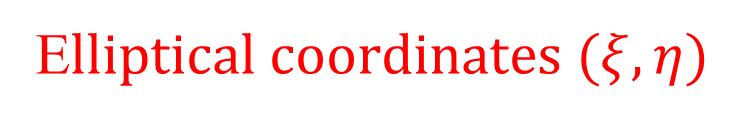 Elliptical coordinates (ξ, η)